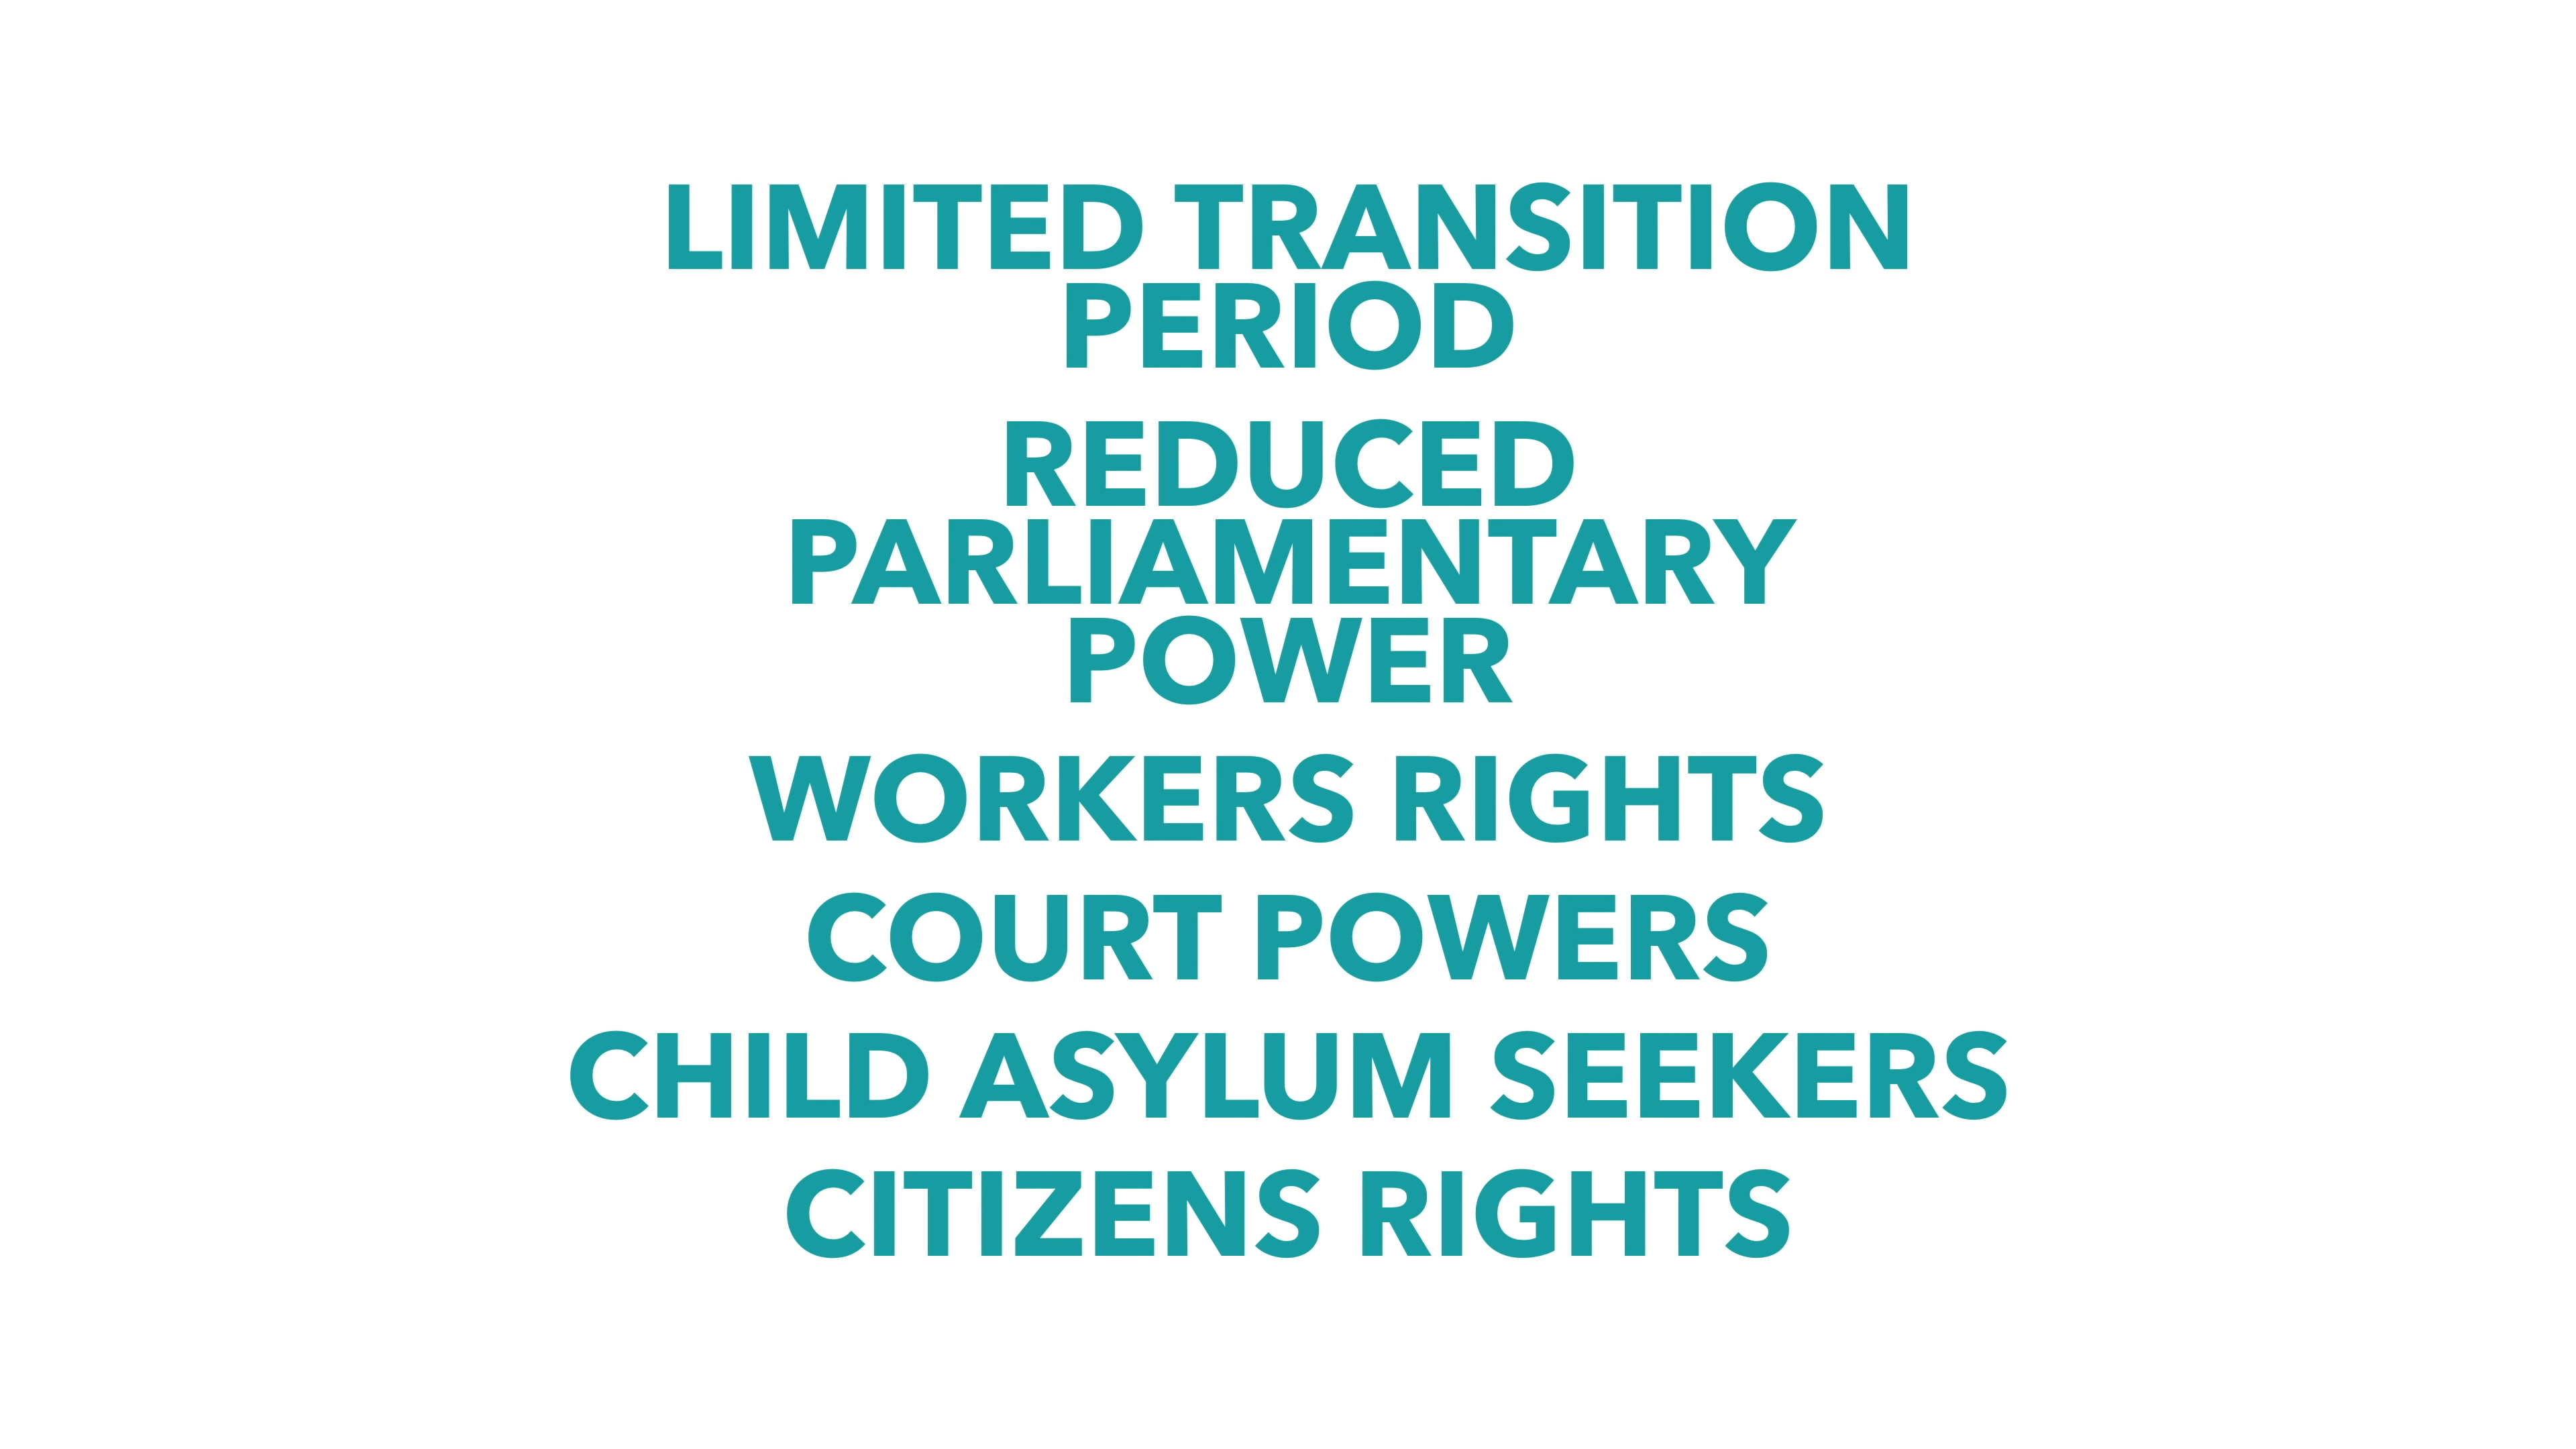 LIMITED TRANSITION
PERIOD
REDUCED
PARLIAMENTARY
POWER
WORKERS RIGHTS
COURT POWERS
CHILD ASYLUM SEEKERS
CITIZENS RIGHTS